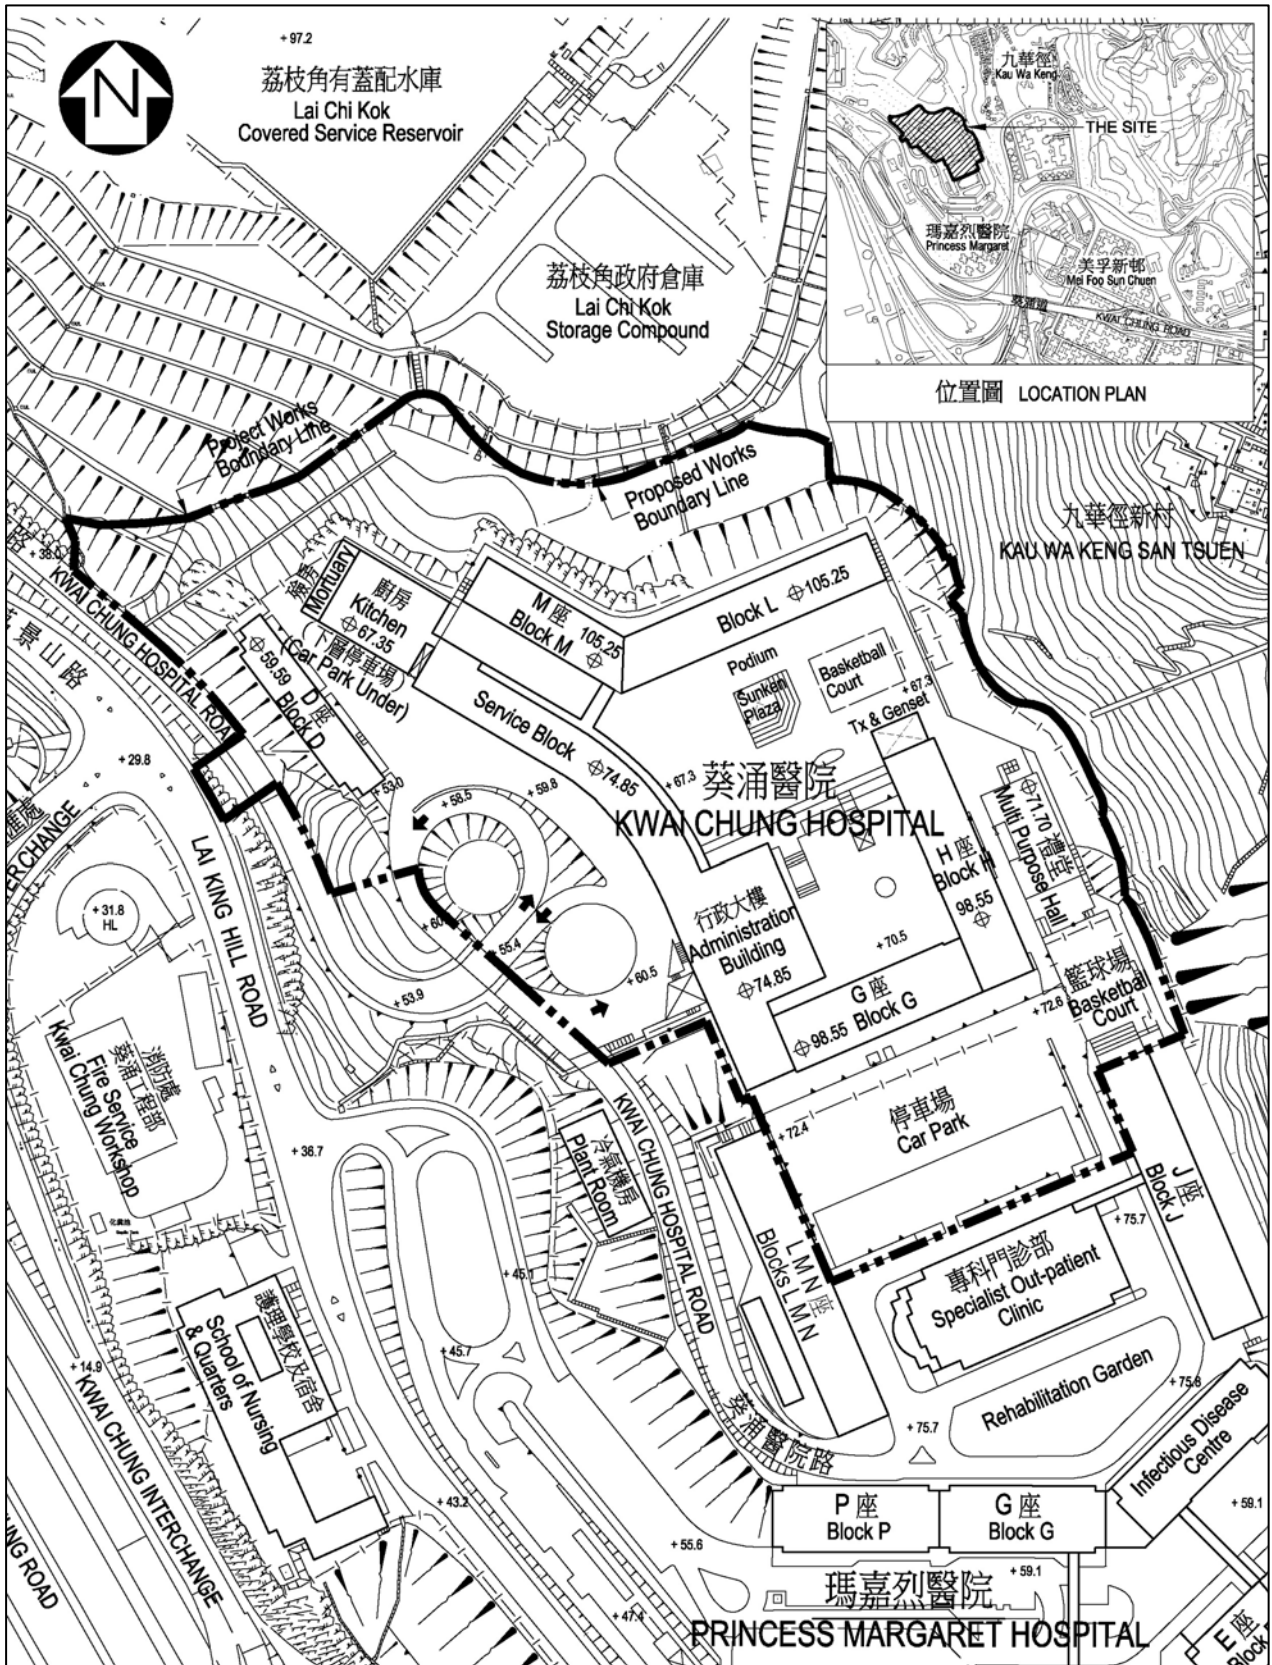 N
+ 97.2
荔枝角有蓋配水庫
Lai Chi Kok
Covered Service Reservoir
九華徑
Kau Wa Keng
THE SITE
瑪嘉烈醫院
Princess Margaret
美孚新邨
Mei Foo Sun Chuen
葵涌道
KWAI CHUNG ROAD
位置圖 LOCATION PLAN
荔枝角政府倉庫
Lai Chi Kok
Storage Compound
Project Works
Boundary Line
Proposed Works
Boundary Line
九華徑新村
KAU WA KENG SAN TSUEN
KWAI CHUNG HOSPITAL ROAD
殮房
Mortuary
廚房
Kitchen
67.35
(下層停車場)
(Car Park Under)
M 座
Block M
105.25
Block L
105.25
59.59
D 座
Block D
Service Block
74.85
Podium
Sunken
Plaza
Basketball
Court
+ 67.3
Tx & Genset
+ 67.3
葵涌醫院
KWAI CHUNG HOSPITAL
71.70 禮堂
Multi Purpose Hall
H 座
Block H
98.55
行政大樓
Administration
Building
74.85
+ 70.5
G 座
98.55 Block G
籃球場
Basketball
Court
+ 72.6
停車場
Car Park
+ 72.4
+ 53.0
+ 58.5
+ 59.8
+ 55.4
+ 60.5
+ 53.9
+ 29.8
景山路
LAI KING HILL ROAD
+ 31.8
HL
消防處
葵涌工程部
Fire Service
Kwai Chung Workshop
+ 38.7
冷氣機房
Plant Room
KWAI CHUNG HOSPITAL ROAD
L M N 座
Blocks L M N
J 座
Block J
+ 75.7
專科門診部
Specialist Out-patient
Clinic
Rehabilitation Garden
+ 75.8
+ 75.7
葵涌醫院路
Infectious Disease
Centre
+ 59.1
護理學校及宿舍
School of Nursing
& Quarters
+ 14.9
KWAI CHUNG INTERCHANGE
+ 45.1
+ 45.7
+ 43.2
+ 47.4
+ 55.6
P 座
Block P
G 座
Block G
+ 59.1
瑪嘉烈醫院
PRINCESS MARGARET HOSPITAL
E 座
Block